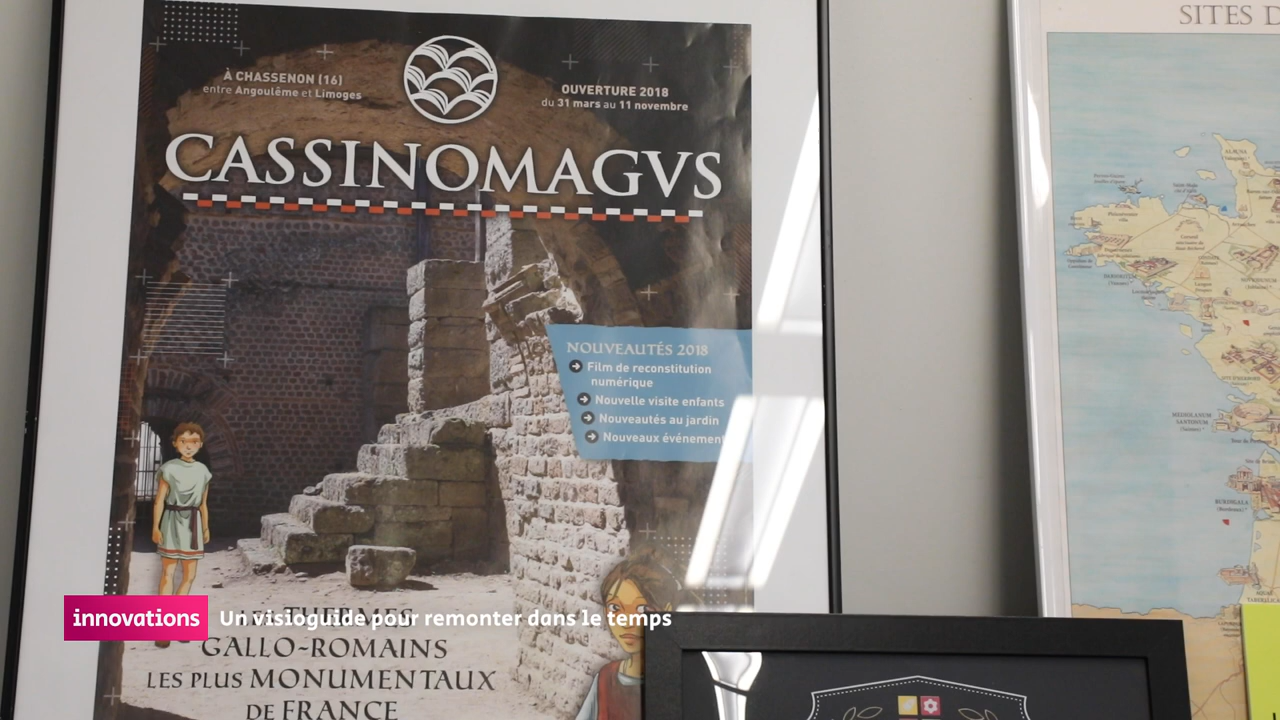 À CHASSENON (16)
entre Angoulême et Limoges
OUVERTURE 2018
du 31 mars au 11 novembre
CASSINOMAGVS
NOUVEAUTÉS 2018
Film de reconstitution
numérique
Nouvelle visite enfants
Nouveautés au jardin
Nouveaux événement
innovations Un visioguide pour remonter dans le temps
THERMES
GALLO-ROMAINS
LES PLUS MONUMENTAUX
DE FRANCE
SITES D